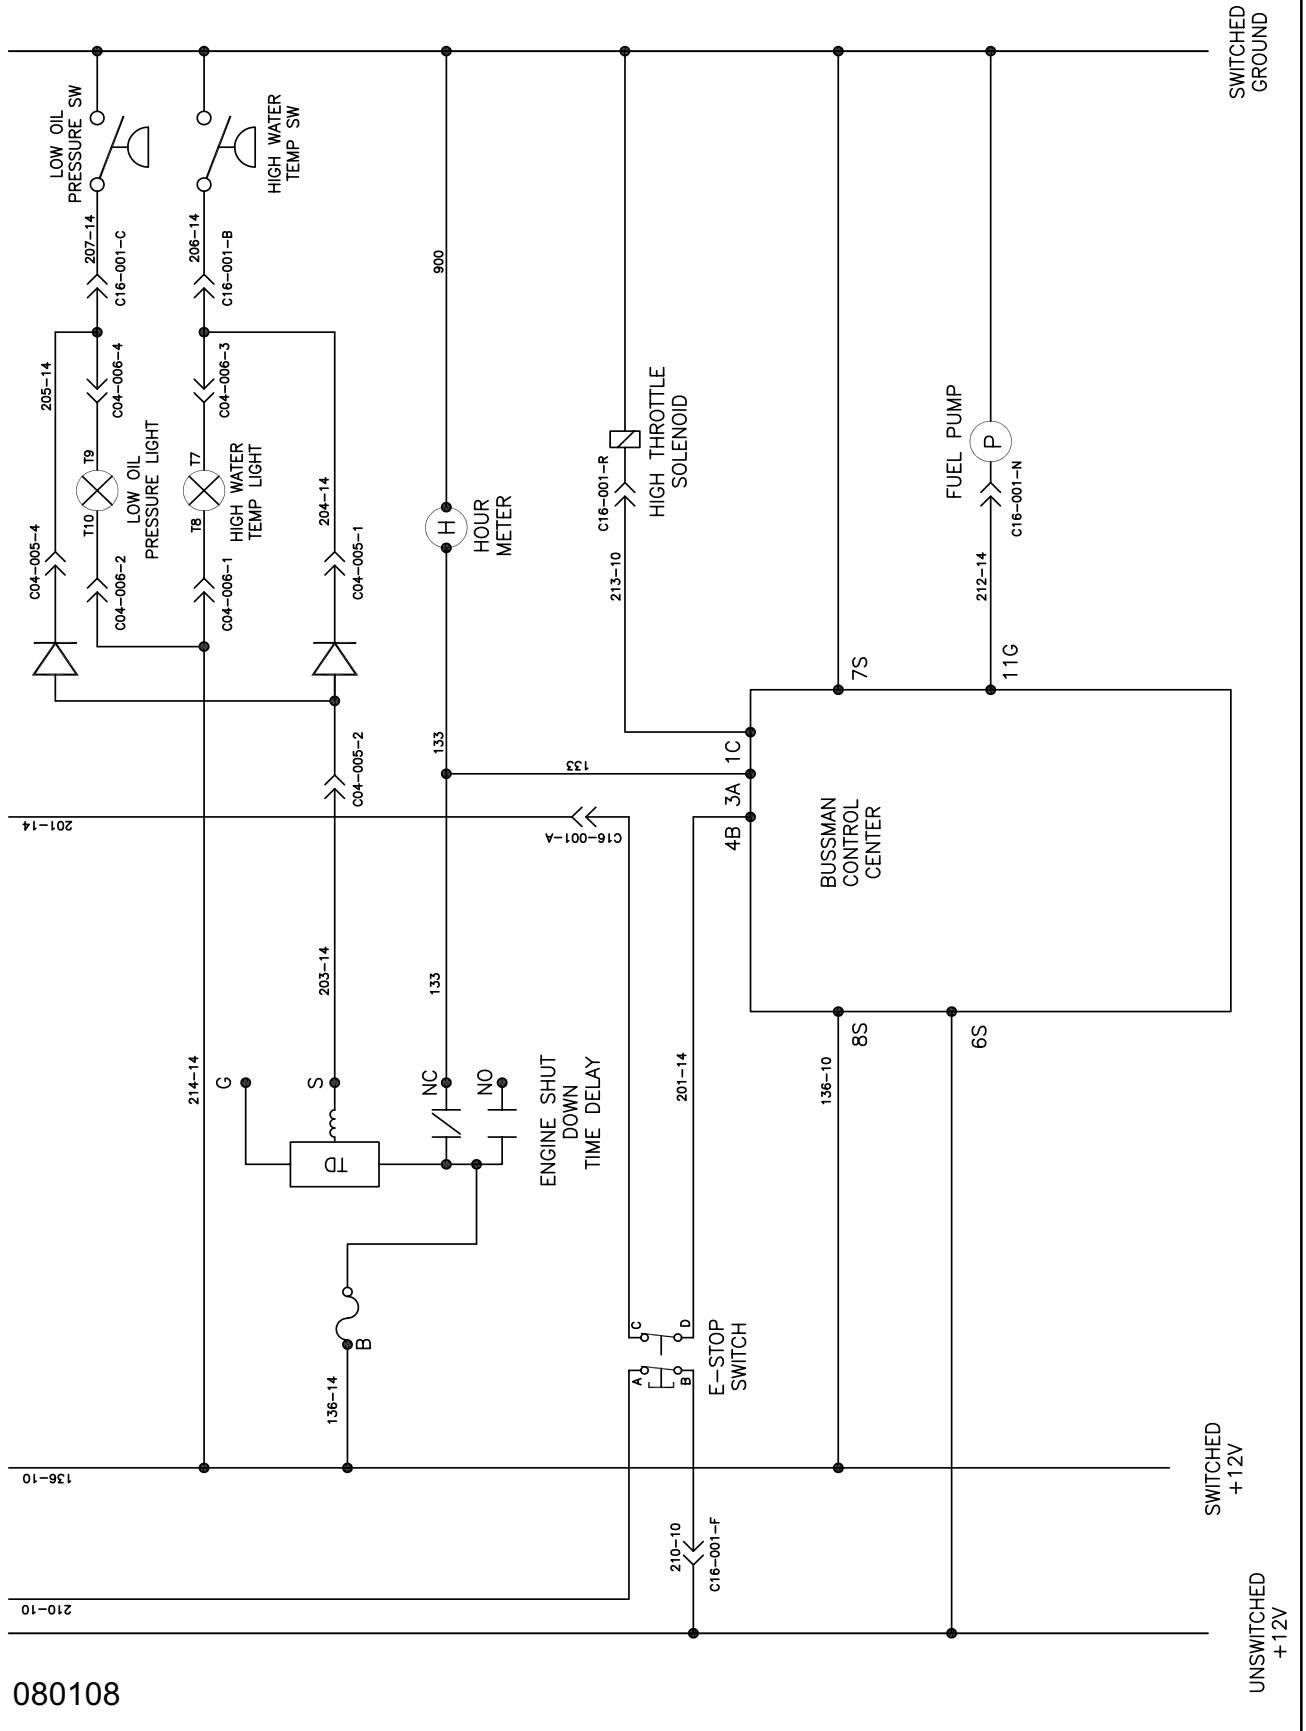 SWITCHED
GROUND
LOW OIL
PRESSURE SW
HIGH WATER
TEMP SW
207-14
C16-001-C
206-14
C16-001-B
900
205-14
C04-006-4
C04-006-3
T9
T10
LOW OIL
PRESSURE LIGHT
T7
T8
HIGH WATER
TEMP LIGHT
204-14
C04-005-4
C04-006-2
C04-006-1
C04-005-1
H
HOUR
METER
C16-001-R
HIGH THROTTLE
SOLENOID
213-10
FUEL PUMP
P
C16-001-N
212-14
7S
11G
133
133
1C
3A
4B
C04-005-2
201-14
C16-001-A
BUSSMAN
CONTROL
CENTER
203-14
133
214-14
G
S
NC
NO
TD
ENGINE SHUT
DOWN
TIME DELAY
201-14
136-10
8S
6S
B
136-14
C
D
A
B
E-STOP
SWITCH
136-10
SWITCHED
+12V
210-10
C16-001-F
210-10
UNSWITCHED
+12V
080108